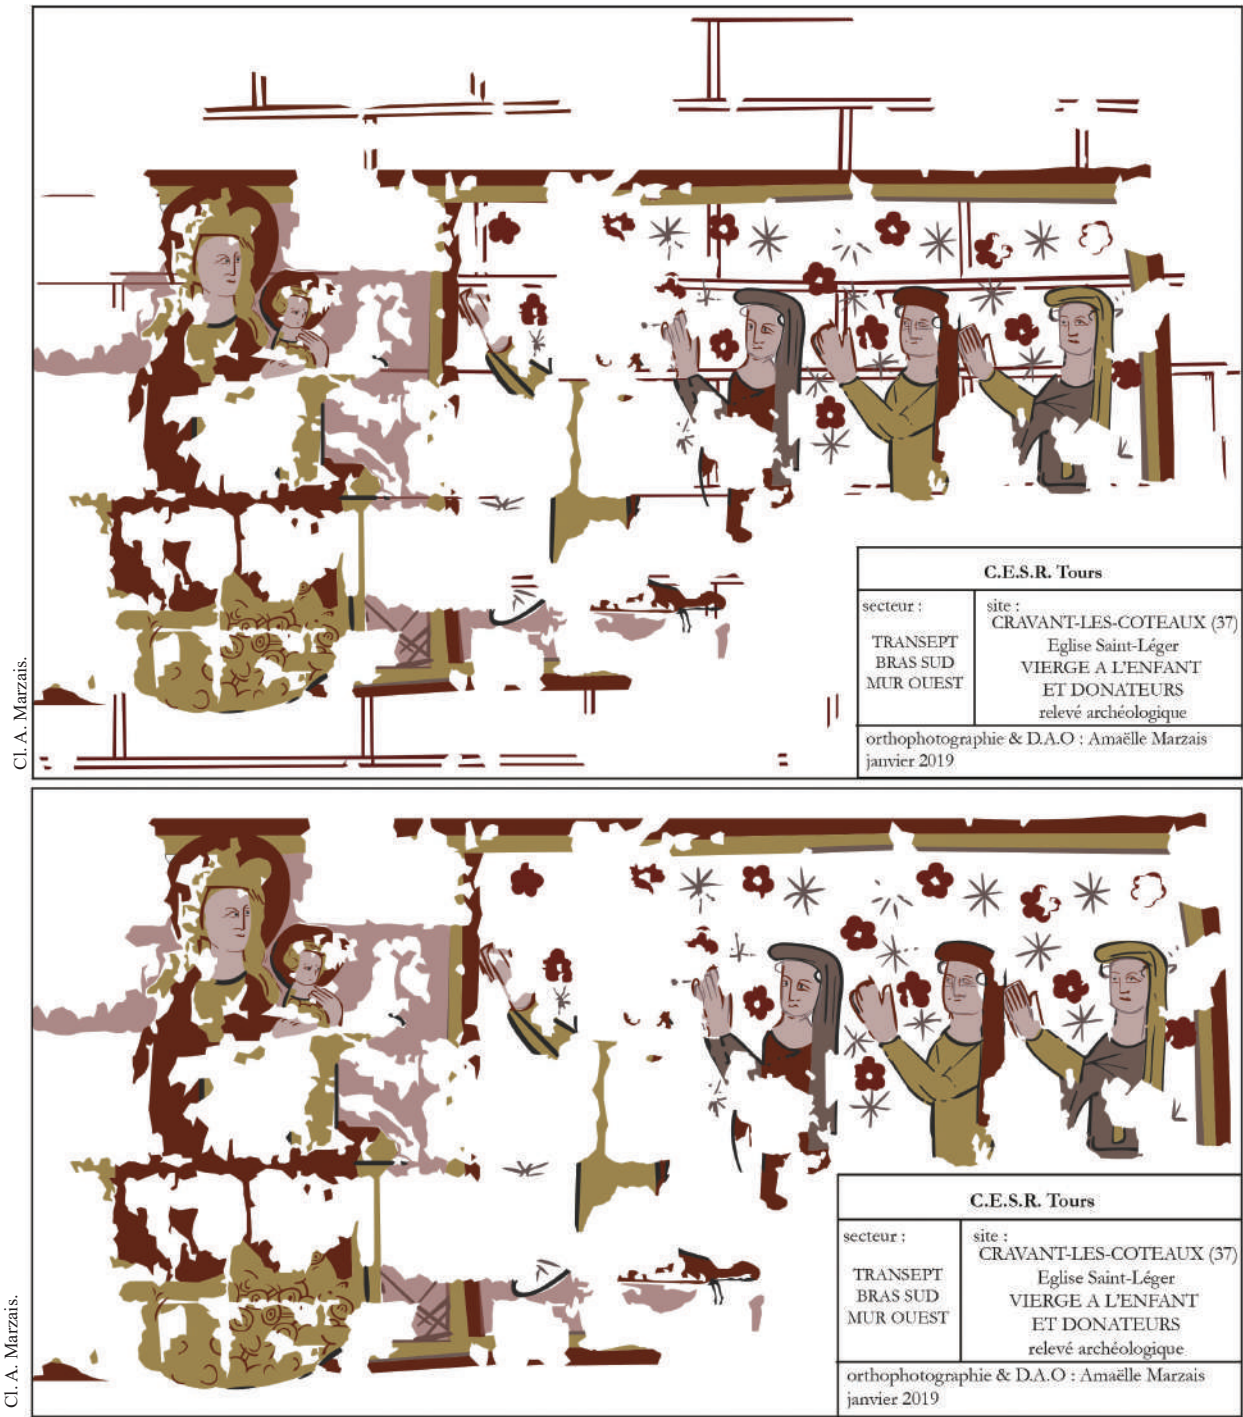 Cl. A. Marzais.
C.E.S.R. Tours
secteur :
TRANSEPT
BRAS SUD
MUR OUEST
site :
CRAVANT-LES-COTEAUX (37)
Eglise Saint-Léger
VIERGE A L'ENFANT
ET DONATEURS
relevé archéologique
orthophotographie & D.A.O : Amaëlle Marzais
janvier 2019
Cl. A. Marzais.
C.E.S.R. Tours
secteur :
TRANSEPT
BRAS SUD
MUR OUEST
site :
CRAVANT-LES-COTEAUX (37)
Eglise Saint-Léger
VIERGE A L'ENFANT
ET DONATEURS
relevé archéologique
orthophotographie & D.A.O : Amaëlle Marzais
janvier 2019